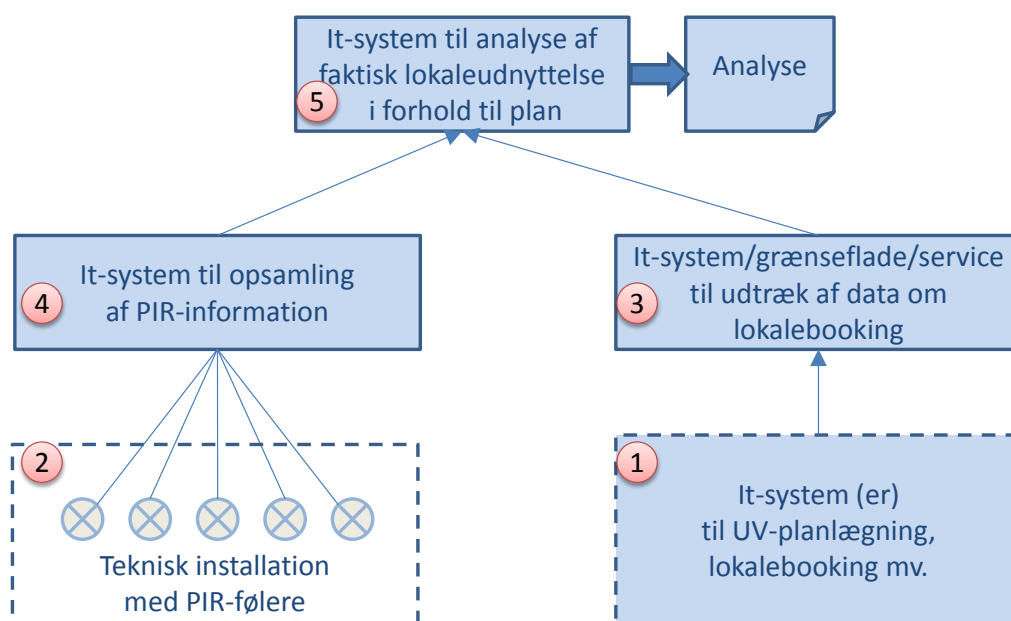 It-system til analyse af
faktisk lokaleudnyttelse
i forhold til plan
5
Analyse
It-system til opsamling
af PIR-information
4
It-system/grænseflade/service
til udtræk af data om
lokalebooking
3
2
Teknisk installation
med PIR-følere
1
It-system (er)
til UV-planlægning,
lokalebooking mv.